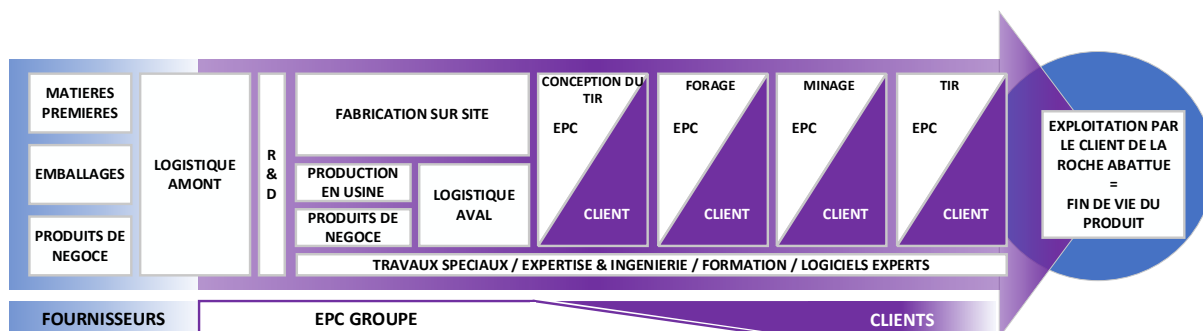 MATIERES
PREMIERES
EMBALLAGES
PRODUITS DE
NEGOCE
LOGISTIQUE
AMONT
R
&
D
FABRICATION SUR SITE
PRODUCTION
EN USINE
PRODUITS DE
NEGOCE
LOGISTIQUE
AVAL
CONCEPTION DU
TIR
EPC
CLIENT
FORAGE
EPC
CLIENT
MINAGE
EPC
CLIENT
TIR
EPC
CLIENT
TRAVAUX SPECIAUX / EXPERTISE & INGENIERIE / FORMATION / LOGICIELS EXPERTS
EXPLOITATION PAR
LE CLIENT DE LA
ROCHE ABATTUE
=
FIN DE VIE DU
PRODUIT
FOURNISSEURS
EPC GROUPE
CLIENTS